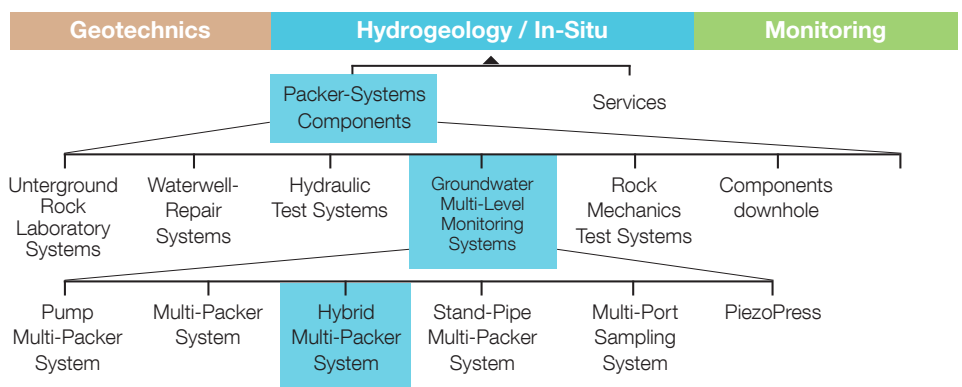 Geotechnics
Hydrogeology / In-Situ
Monitoring
Packer-Systems
Components
Services
Unterground
Rock
Laboratory
Systems
Waterwell-
Repair
Systems
Hydraulic
Test Systems
Groundwater
Multi-Level
Monitoring
Systems
Rock
Mechanics
Test Systems
Components
downhole
Pump
Multi-Packer
System
Multi-Packer
System
Hybrid
Multi-Packer
System
Stand-Pipe
Multi-Packer
System
Multi-Port
Sampling
System
PiezoPress